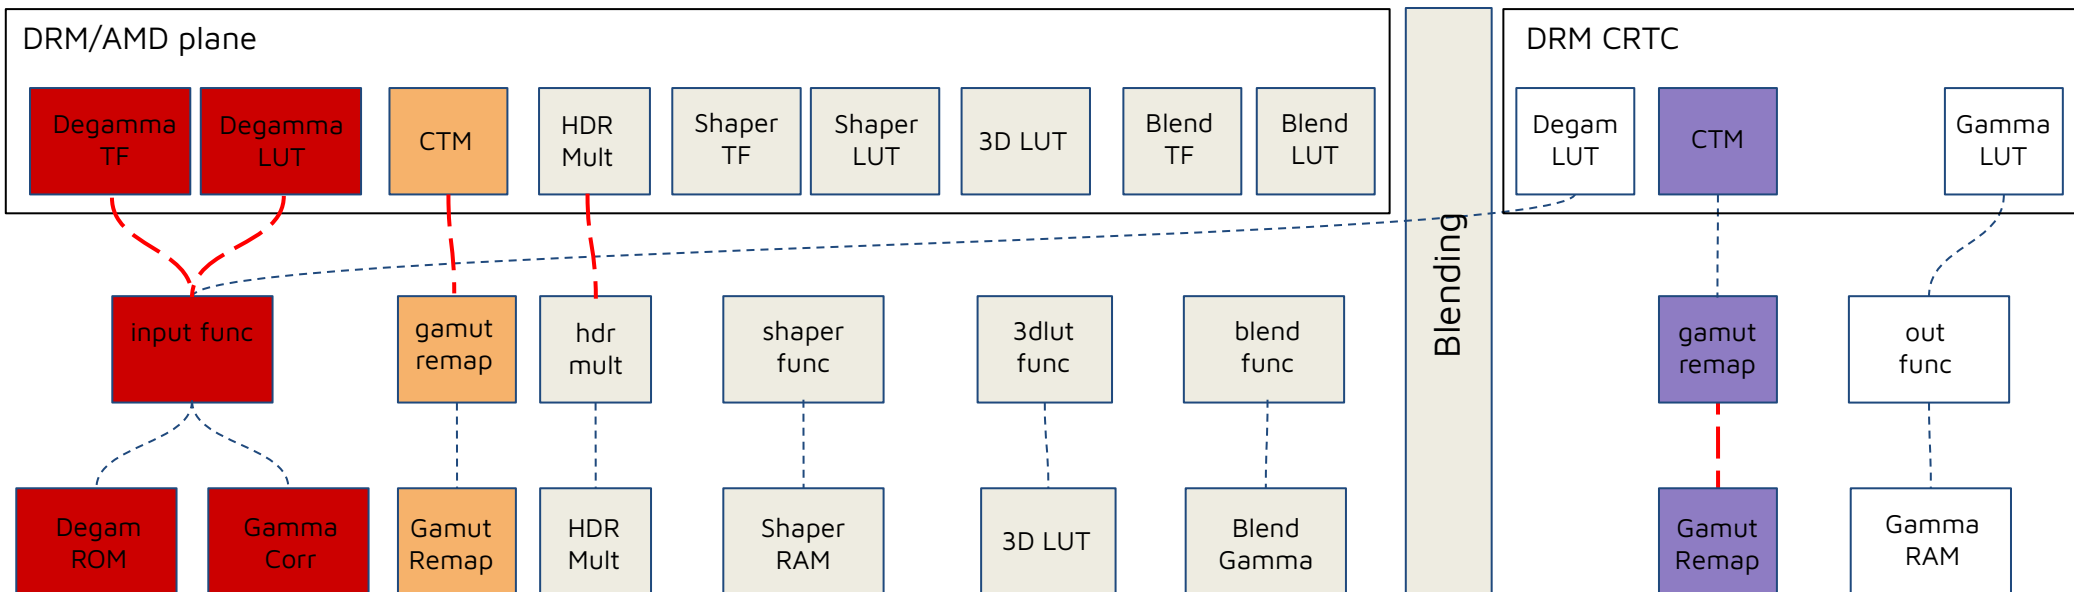 DRM/AMD plane
Degamma
TF
Degamma
LUT
CTM
HDR
Mult
Shaper
TF
Shaper
LUT
3D LUT
Blend
TF
Blend
LUT
Blending
DRM CRTC
Degam
LUT
CTM
Gamma
LUT
input func
gamut
remap
hdr
mult
shaper
func
3dlut
func
blend
func
gamut
remap
out
func
Degam
ROM
Gamma
Corr
Gamut
Remap
HDR
Mult
Shaper
RAM
3D LUT
Blend
Gamma
Gamut
Remap
Gamma
RAM